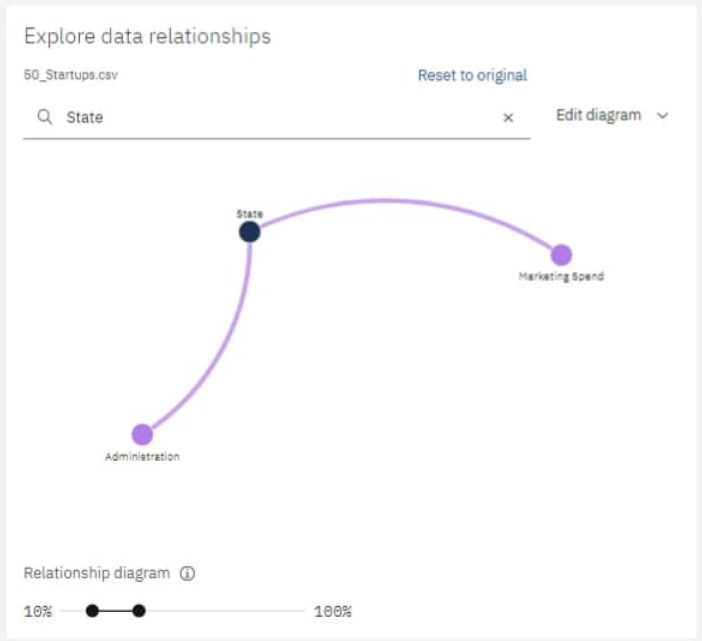 Explore data relationships
50_Startups.csv
Reset to original
State
Edit diagram
State
Marketing Spend
Administration
Relationship diagram
10%
100%